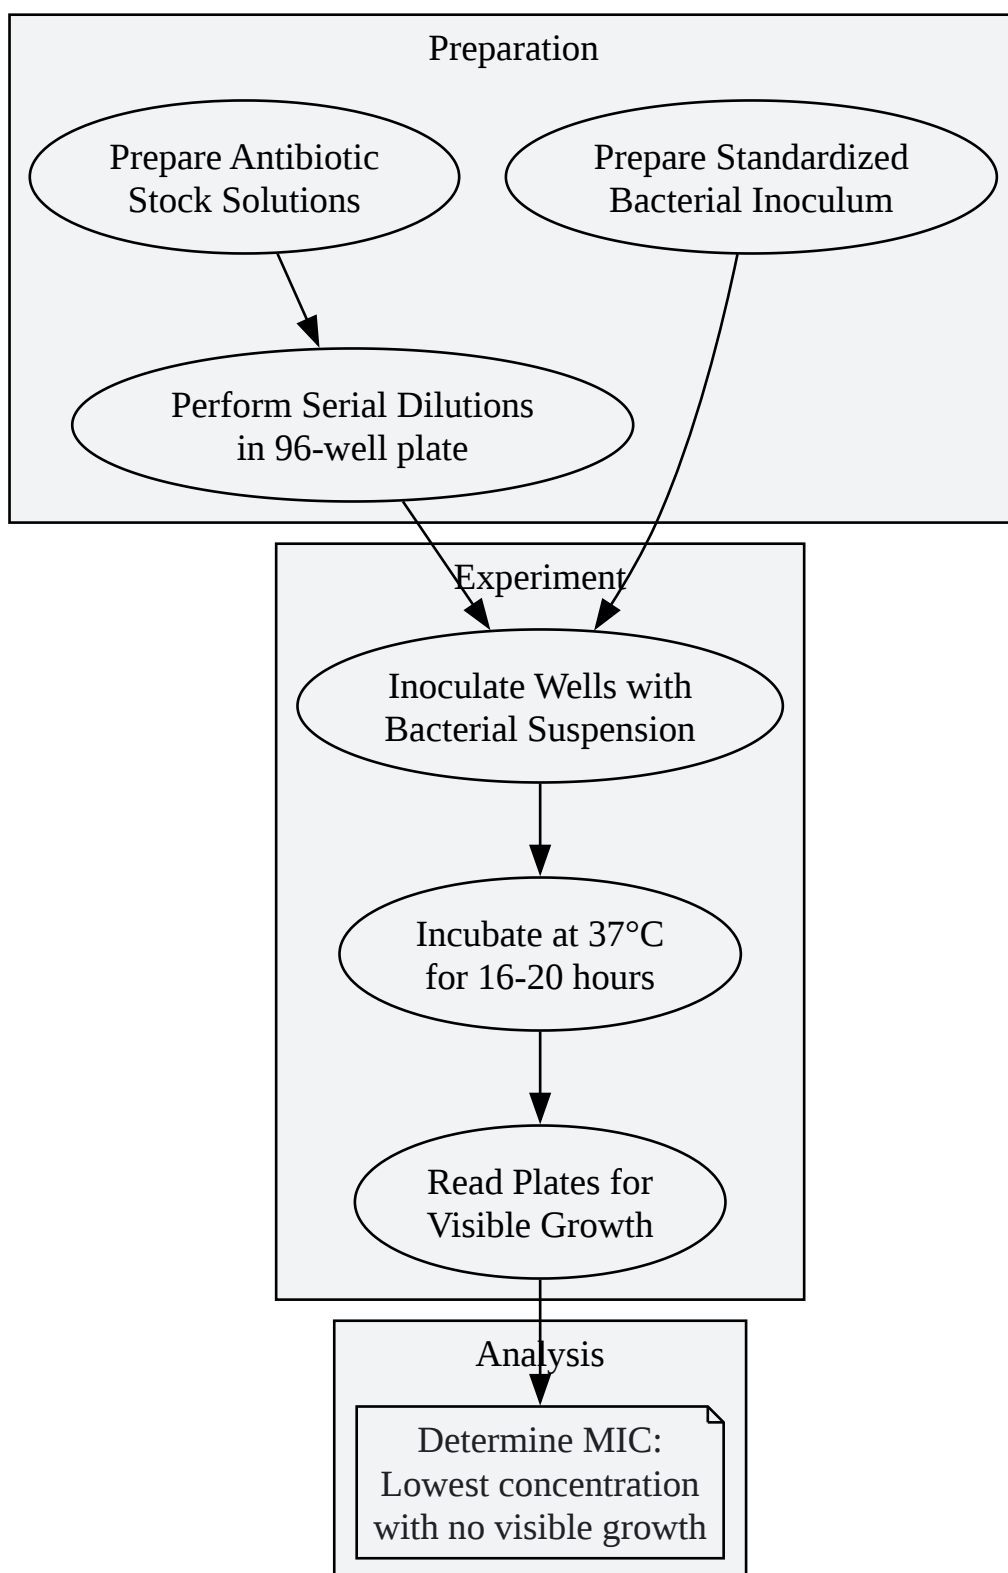 Preparation
Prepare Antibiotic
Stock Solutions
Prepare Standardized
Bacterial Inoculum
Perform Serial Dilutions
in 96-well plate
Experiment
Inoculate Wells with
Bacterial Suspension
Incubate at 37°C
for 16-20 hours
Read Plates for
Visible Growth
Analysis
Determine MIC:
Lowest concentration
with no visible growth